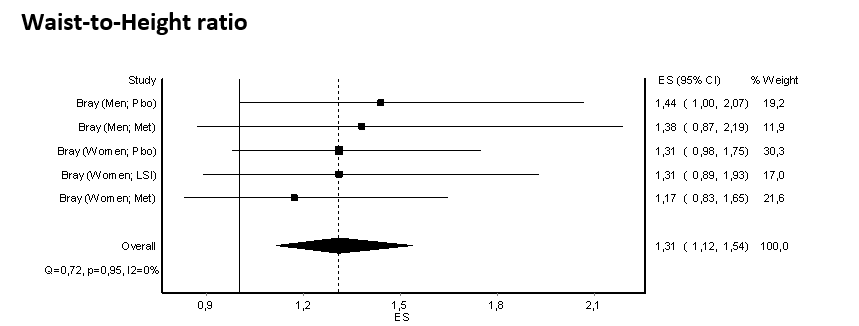 Waist-to-Height ratio
Study ES (95% CI) % Weight
Bray (Men; Pbo) 1,44 ( 1,00, 2,07) 19,2
Bray (Men; Met) 1,38 ( 0,87, 2,19) 11,9
Bray (Women; Pbo) 1,31 ( 0,98, 1,75) 30,3
Bray (Women; LSI) 1,31 ( 0,89, 1,93) 17,0
Bray (Women; Met) 1,17 ( 0,83, 1,65) 21,6
Overall 1,31 ( 1,12, 1,54) 100,0
Q=0,72, p=0,95, I2=0%
0,9 1,2 1,5 1,8 2,1
ES